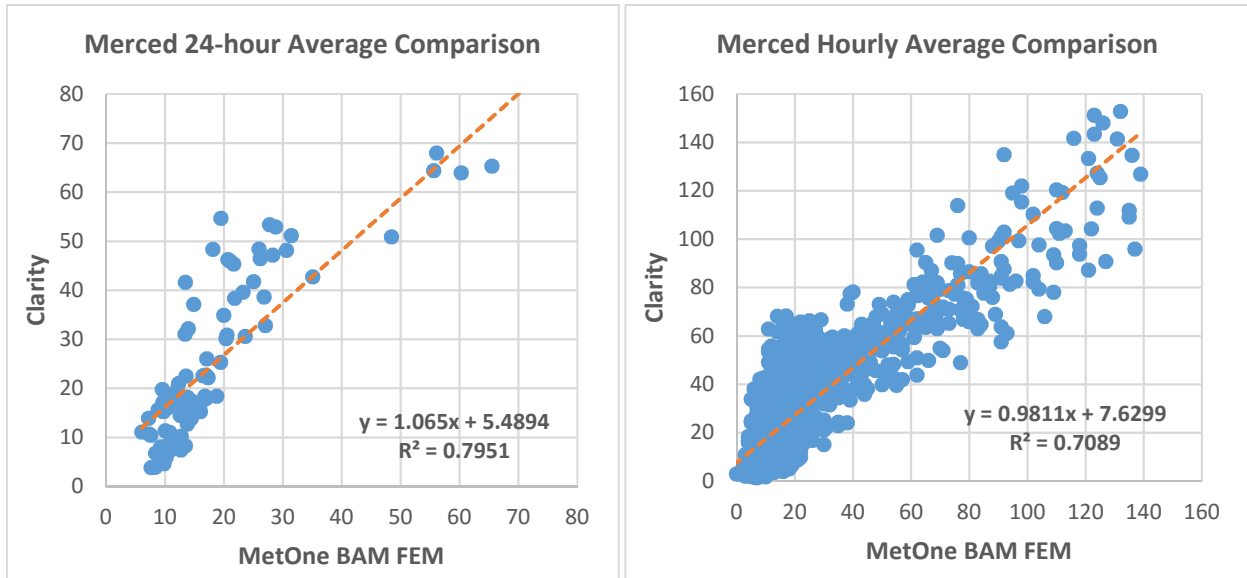 Merced 24-hour Average Comparison
80
70
60
50
40
30
20
10
0
Clarity
y = 1.065x + 5.4894
R² = 0.7951
0 10 20 30 40 50 60 70 80
MetOne BAM FEM
Merced Hourly Average Comparison
160
140
120
100
80
60
40
20
0
Clarity
y = 0.9811x + 7.6299
R² = 0.7089
0 20 40 60 80 100 120 140 160
MetOne BAM FEM